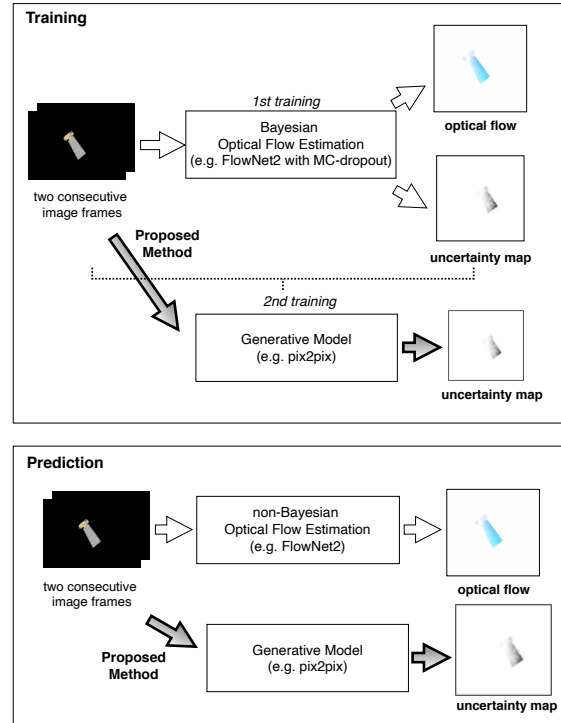 Training
1st training
Bayesian
Optical Flow Estimation
(e.g. FlowNet2 with MC-dropout)
optical flow
two consecutive
image frames
Proposed
Method
uncertainty map
2nd training
Generative Model
(e.g. pix2pix)
uncertainty map
Prediction
non-Bayesian
Optical Flow Estimation
(e.g. FlowNet2)
two consecutive
image frames
optical flow
Proposed
Method
Generative Model
(e.g. pix2pix)
uncertainty map